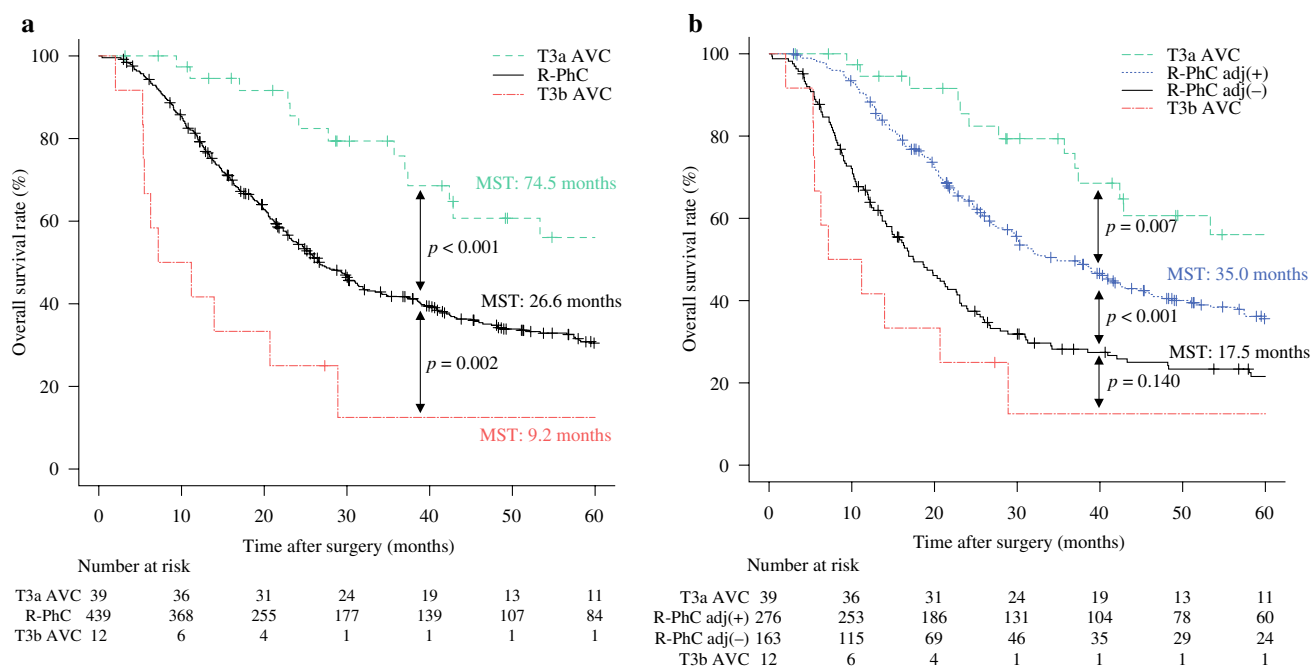 a
T3a AVC
R-PhC
T3b AVC
100
80
60
40
20
0
Overall survival rate (%)
MST: 74.5 months
p < 0.001
MST: 26.6 months
p = 0.002
MST: 9.2 months
0 10 20 30 40 50 60
Time after surgery (months)
Number at risk
T3a AVC 39 36 31 24 19 13 11
R-PhC 439 368 255 177 139 107 84
T3b AVC 12 6 4 1 1 1 1
b
T3a AVC
R-PhC adj(+)
R-PhC adj(−)
T3b AVC
100
80
60
40
20
0
Overall survival rate (%)
p = 0.007
MST: 35.0 months
p < 0.001
MST: 17.5 months
p = 0.140
0 10 20 30 40 50 60
Time after surgery (months)
Number at risk
T3a AVC 39 36 31 24 19 13 11
R-PhC adj(+) 276 253 186 131 104 78 60
R-PhC adj(−) 163 115 69 46 35 29 24
T3b AVC 12 6 4 1 1 1 1